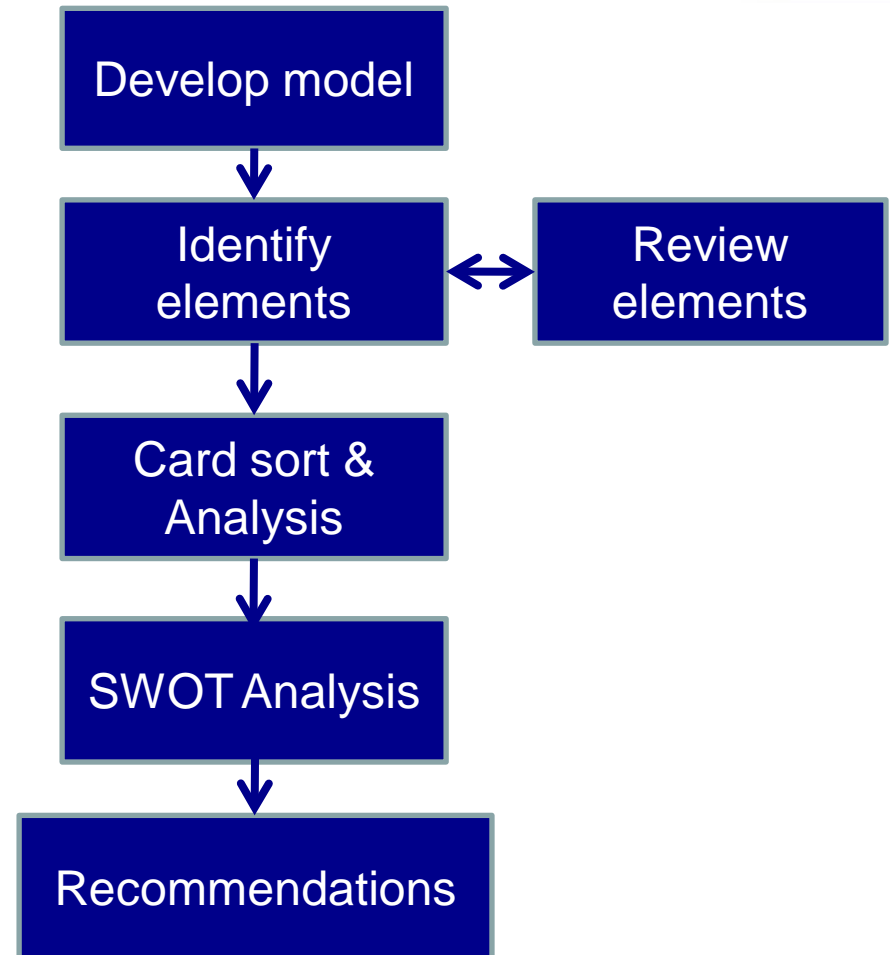 Develop model
Identify
elements
Review
elements
Card sort &
Analysis
SWOT Analysis
Recommendations